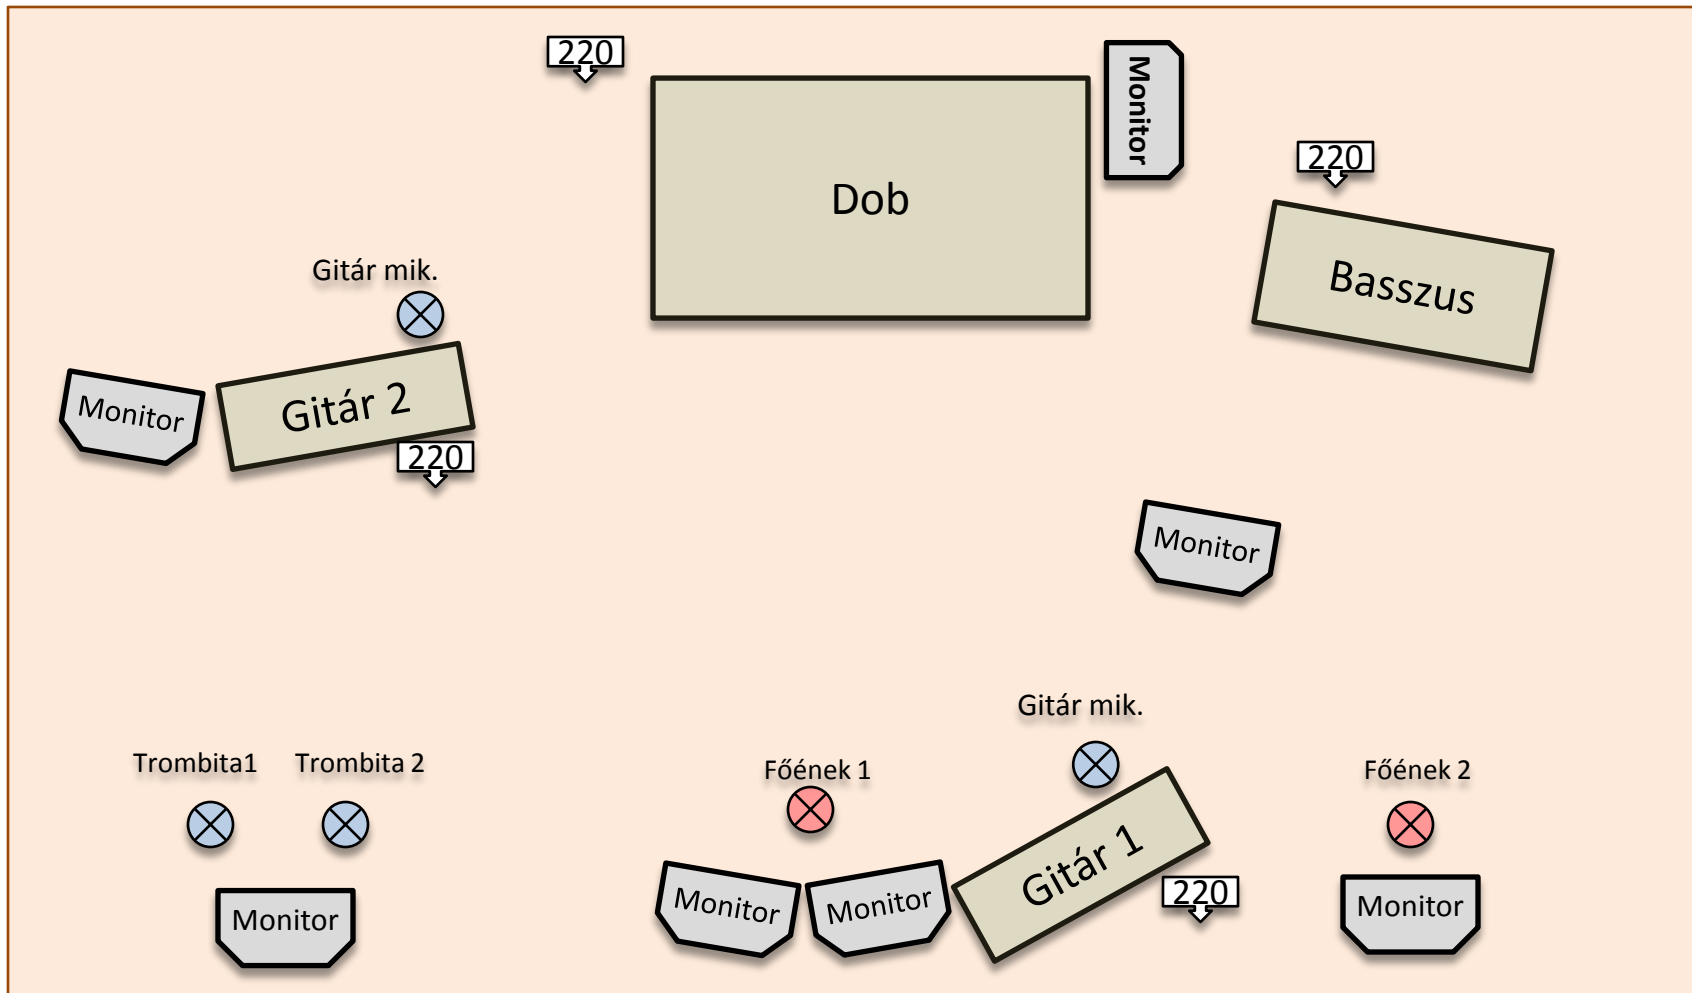 220
Monitor
Dob
220
Basszus
Gitár mik.
Monitor
Gitár 2
220
Monitor
Gitár mik.
Trombita1
Trombita 2
Főének 1
Főének 2
Gitár 1
220
Monitor
Monitor
Monitor
Monitor